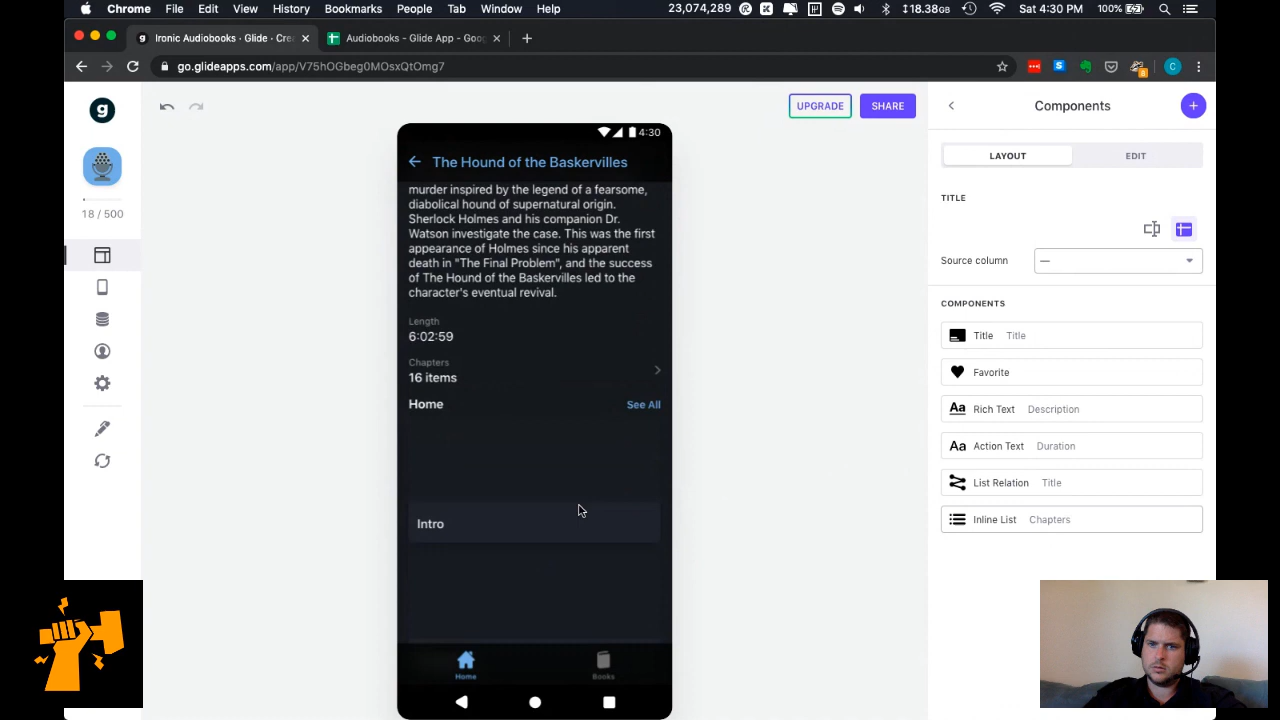 Chrome File Edit View History Bookmarks People Tab Window Help 23,074,289 18.38GB Sat 4:30 PM 100%
Ironic Audiobooks · Glide · Cre
Audiobooks - Glide App - Goog
go.glideapps.com/app/V75hOGbeg0MOsxQtOmg7
g
18 / 500
UPGRADE
SHARE
4:30
The Hound of the Baskervilles
murder inspired by the legend of a fearsome,
diabolical hound of supernatural origin.
Sherlock Holmes and his companion Dr.
Watson investigate the case. This was the first
appearance of Holmes since his apparent
death in "The Final Problem", and the success
of The Hound of the Baskervilles led to the
character's eventual revival.
Length
6:02:59
Chapters
16 items
Home See All
Intro
Home Books
Components
LAYOUT EDIT
TITLE
Source column —
COMPONENTS
Title Title
Favorite
Aa Rich Text Description
Aa Action Text Duration
List Relation Title
Inline List Chapters